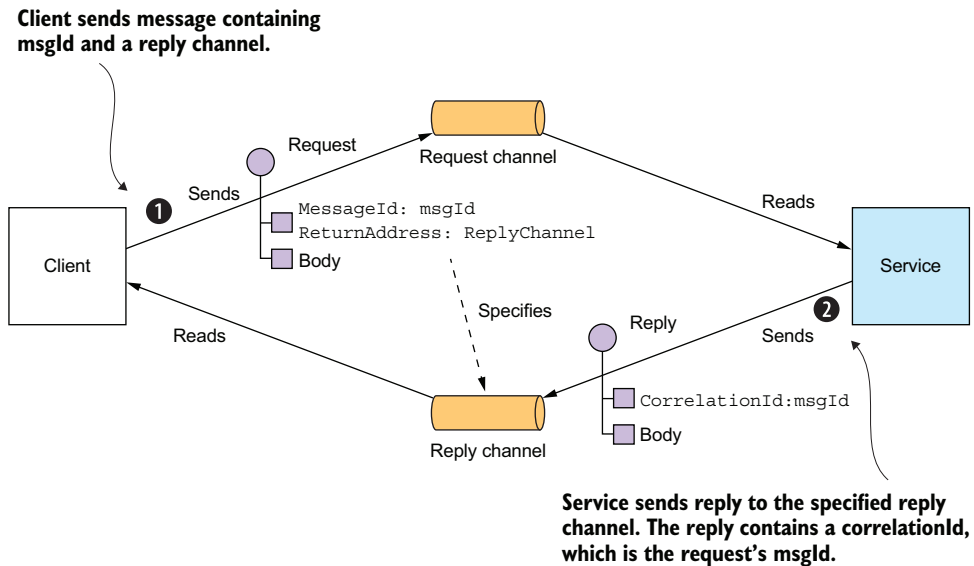 Client sends message containing
msgId and a reply channel.
Request
Request channel
Sends
Reads
1
MessageId: msgId
ReturnAddress: ReplyChannel
Body
Client
Service
Specifies
2
Reply
Sends
Reads
CorrelationId:msgId
Body
Reply channel
Service sends reply to the specified reply
channel. The reply contains a correlationId,
which is the request's msgId.